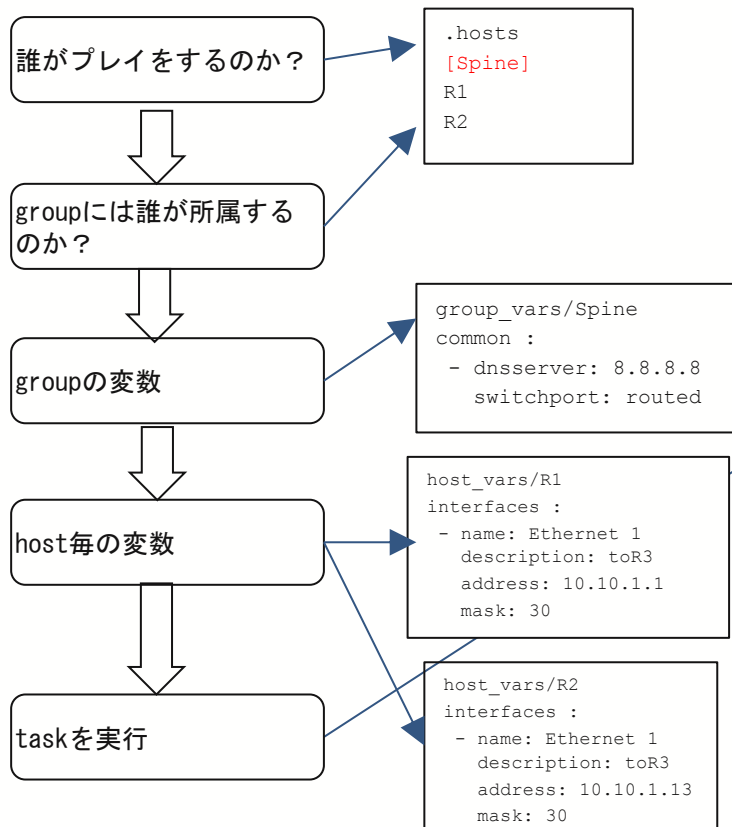 誰がプレイをするのか？
groupには誰が所属する
のか？
groupの変数
host毎の変数
taskを実行
.hosts
[Spine]
R1
R2
group_vars/Spine
common :
- dnsserver: 8.8.8.8
switchport: routed
host_vars/R1
interfaces :
- name: Ethernet 1
description: toR3
address: 10.10.1.1
mask: 30
host_vars/R2
interfaces :
- name: Ethernet 1
description: toR3
address: 10.10.1.13
mask: 30